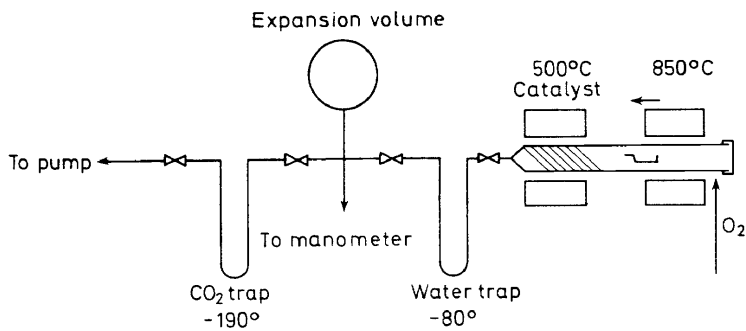 Expansion volume
500°C
Catalyst
850°C
To pump
To manometer
O₂
CO₂ trap
-190°
Water trap
-80°